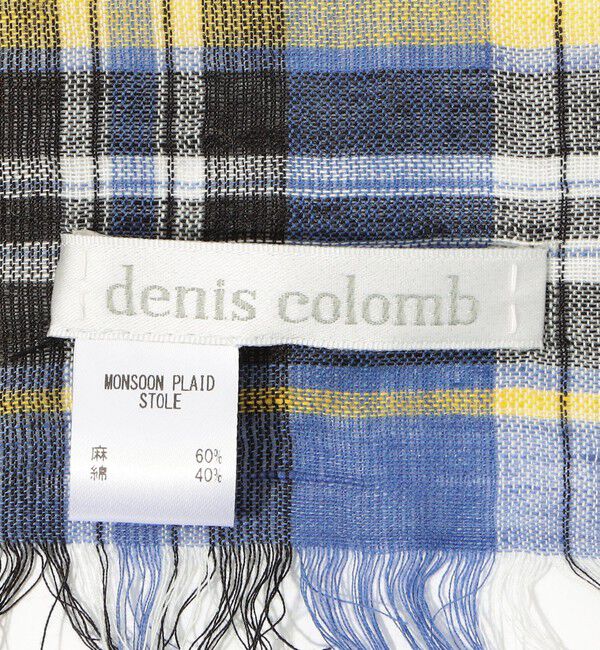 denis colomb
MONSOON PLAID
STOLE
麻 60%
綿 40%